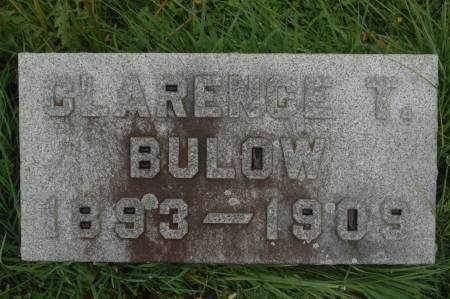 CLARENCE T.
BULOW
1893 — 1909